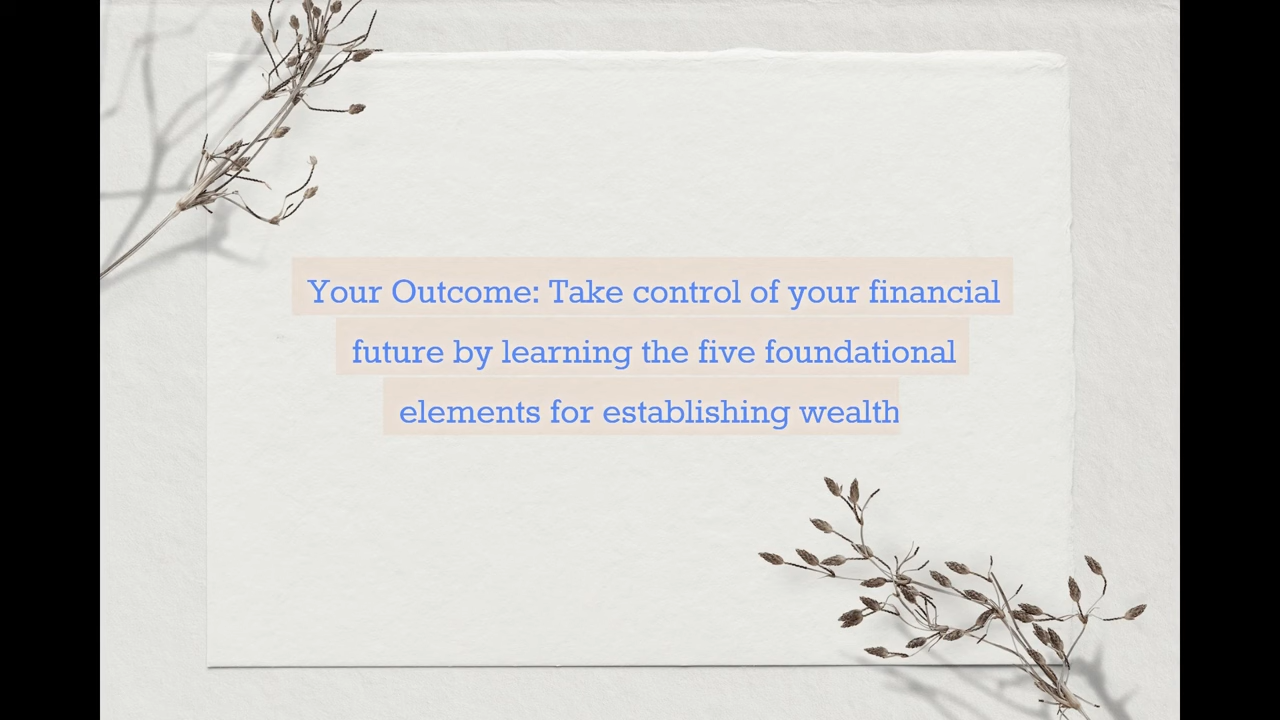 Your Outcome: Take control of your financial
future by learning the five foundational
elements for establishing wealth